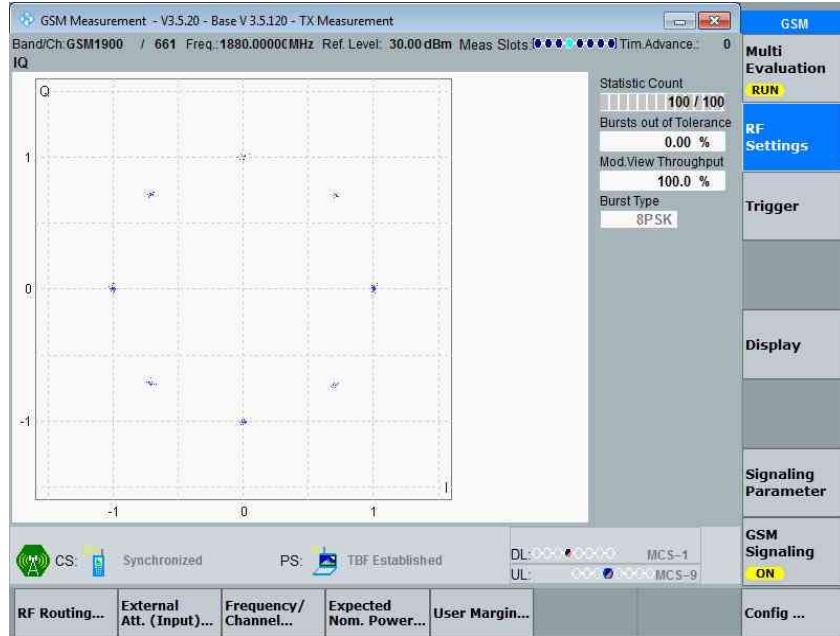 GSM Measurement - V3.5.20 - Base V 3.5.120 - TX Measurement
GSM
Band/Ch:GSM1900 / 661 Freq.:1880.0000 MHz Ref. Level: 30.00 dBm Meas Slots: Tim.Advance.: 0
IQ
Multi
Evaluation
RUN
RF
Settings
Trigger
Display
Signaling
Parameter
GSM
Signaling
ON
Config ...
Statistic Count
100 / 100
Bursts out of Tolerance
0.00 %
Mod.View Throughput
100.0 %
Burst Type
8PSK
Q
1
0
-1
I
-1 0 1
CS: Synchronized PS: TBF Established DL: MCS-1
UL: MCS-9
RF Routing...
External
Att. (Input)...
Frequency/
Channel...
Expected
Nom. Power...
User Margin...